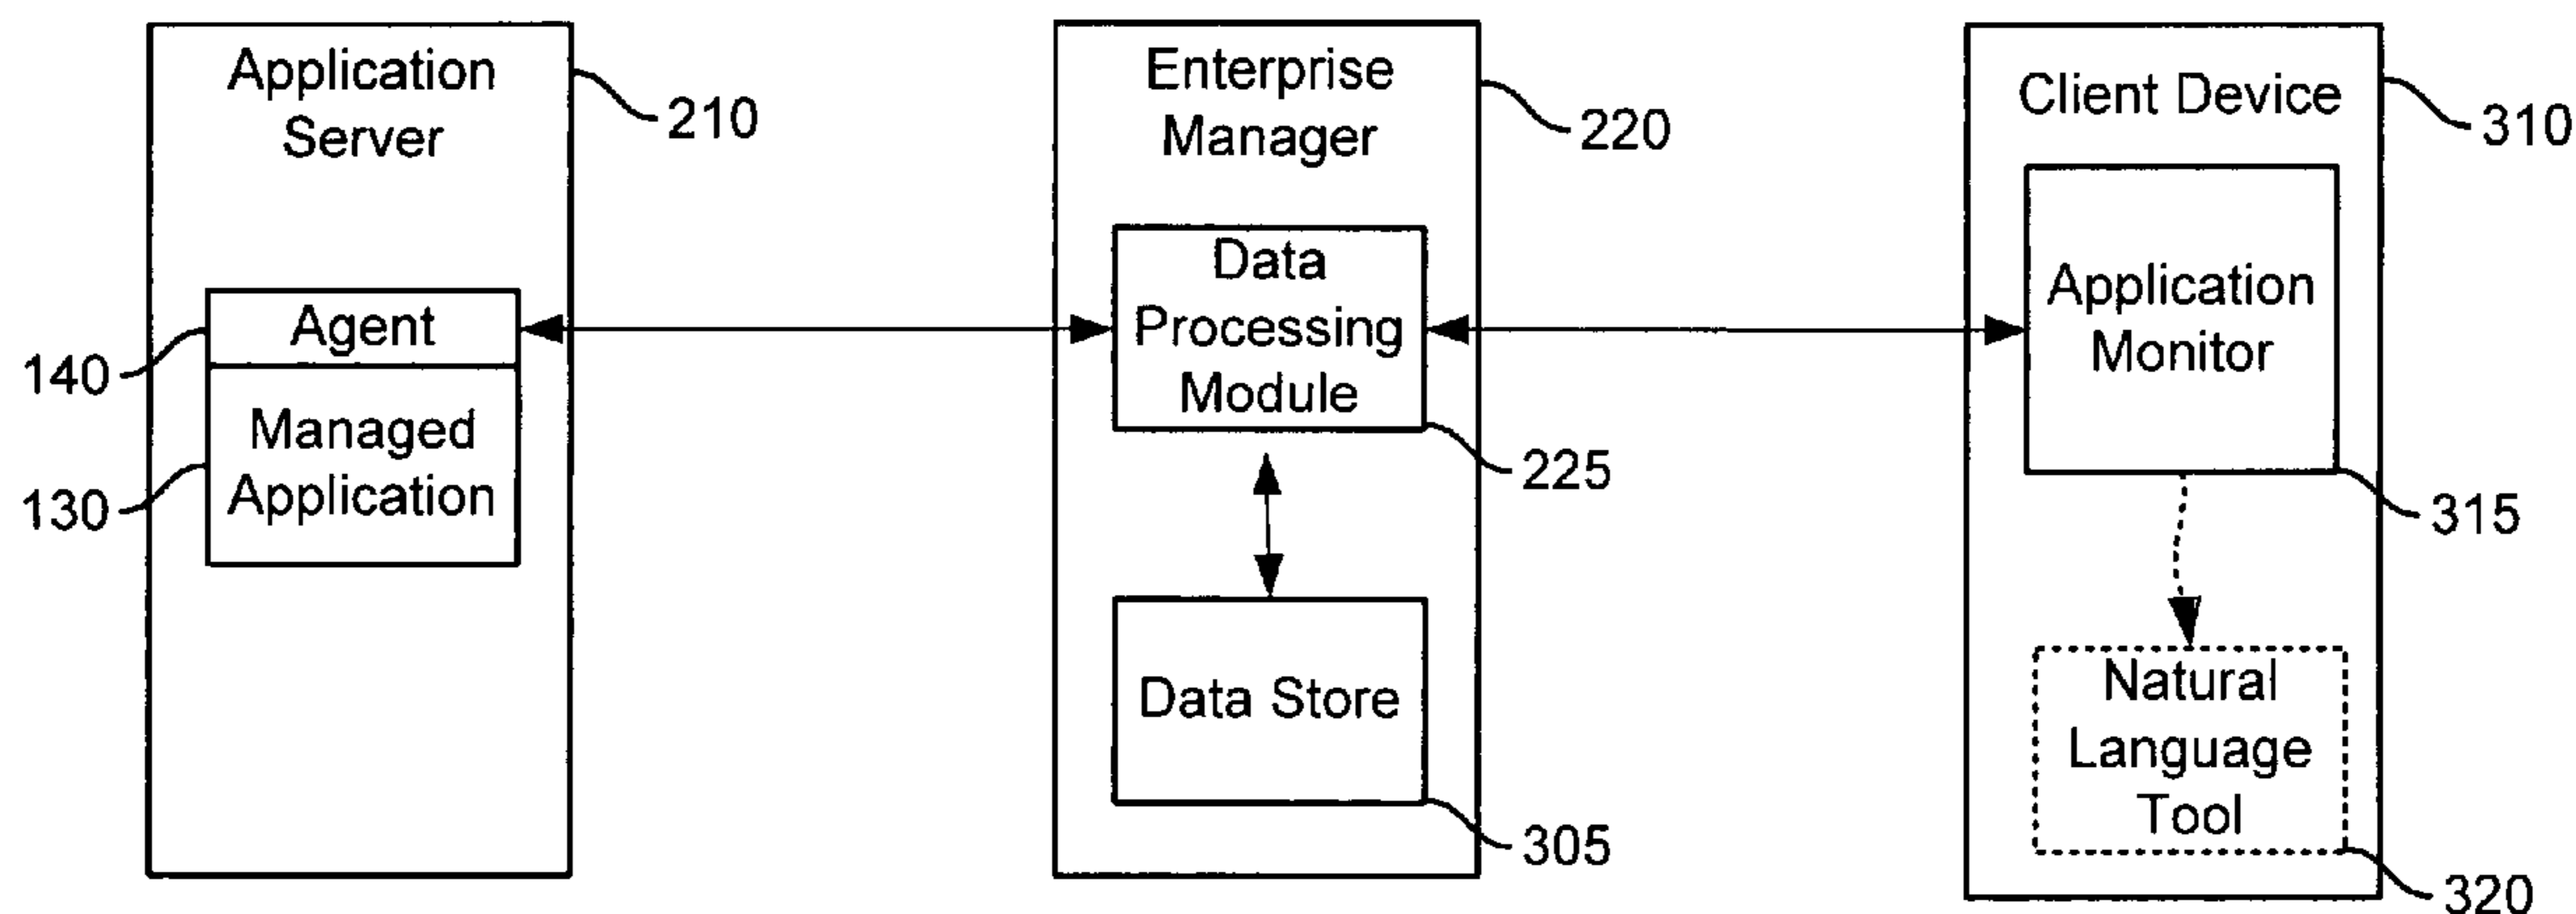 Application
Server
210
Agent
140
Managed
Application
130
Enterprise
Manager
220
Data
Processing
Module
225
Data Store
305
Client Device
310
Application
Monitor
315
Natural
Language
Tool
320